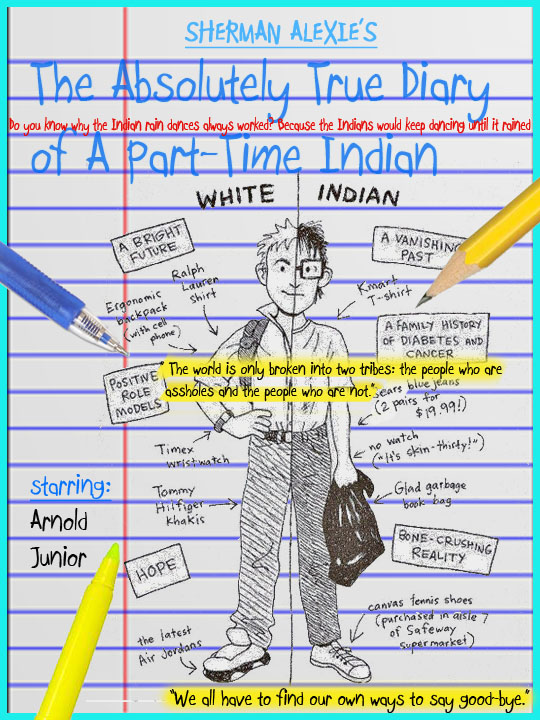 SHERMAN ALEXIE'S
The Absolutely True Diary
Do you know why the Indian rain dances always worked? Because the Indians would keep dancing until it rained
of A Part-Time Indian
WHITE INDIAN
A BRIGHT
FUTURE
A VANISHING
PAST
Ralph
Lauren
shirt
Kmart
T-shirt
Ergonomic
backpack
(with cell
phone)
A FAMILY HISTORY
OF DIABETES AND
CANCER
"The world is only broken into two tribes: the people who are
assholes and the people who are not."
POSITIVE
ROLE
MODELS
sears blue jeans
(2 pairs for
$19.99!)
Timex
wristwatch
no watch
("It's skin-thirty!")
starring:
Arnold
Junior
Tommy
Hilfiger
khakis
Glad garbage
book bag
BONE-CRUSHING
REALITY
HOPE
canvas tennis shoes
(purchased in aisle 7
of Safeway
supermarket)
the latest
Air Jordans
"We all have to find our own ways to say good-bye."